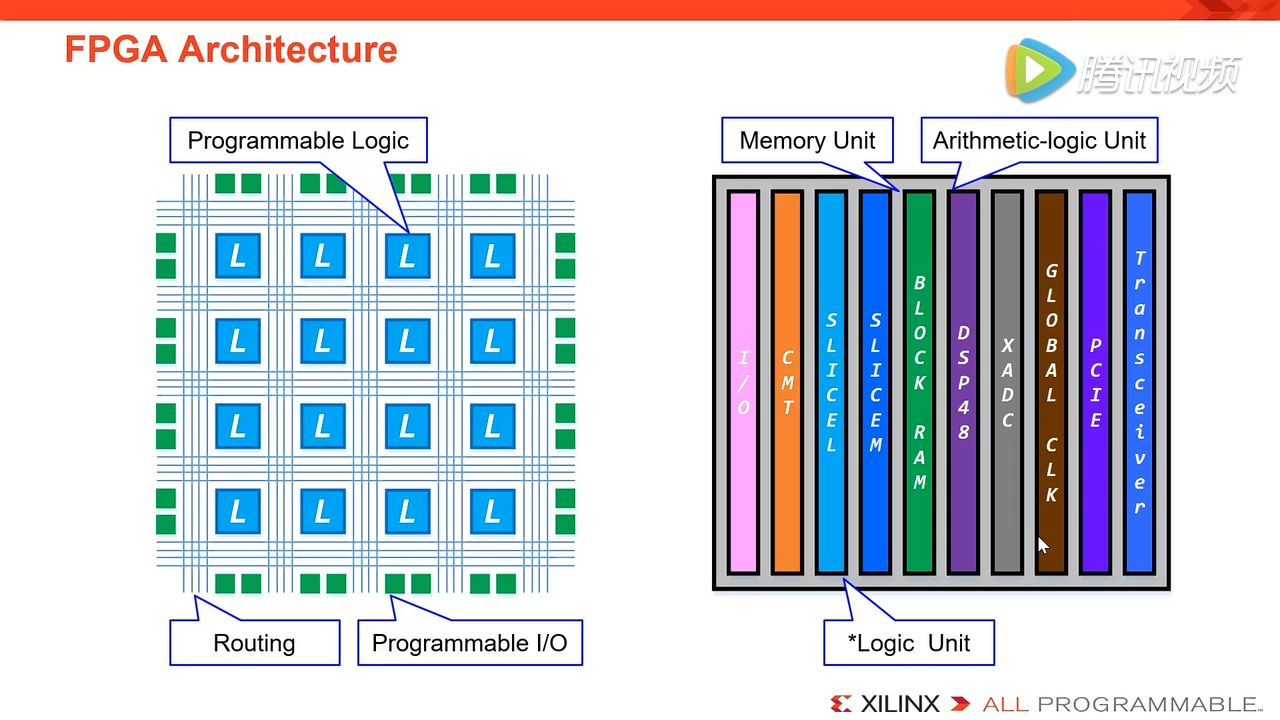 FPGA Architecture
腾讯视频
Programmable Logic
Memory Unit
Arithmetic-logic Unit
L L L L
L L L L
L L L L
L L L L
I/O
CMT
SLICEL
SLICEM
BLOCK RAM
DSP48
XADC
GLOBAL CLK
PCIE
Transceiver
Routing
Programmable I/O
*Logic Unit
XILINX
ALL PROGRAMMABLE™